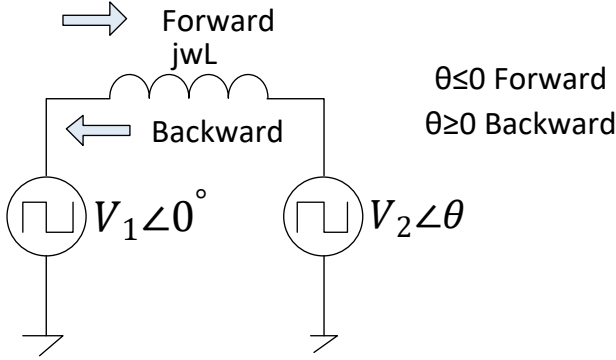 Forward
jwL
θ≤0 Forward
θ≥0 Backward
Backward
V₁∠0°
V₂∠θ